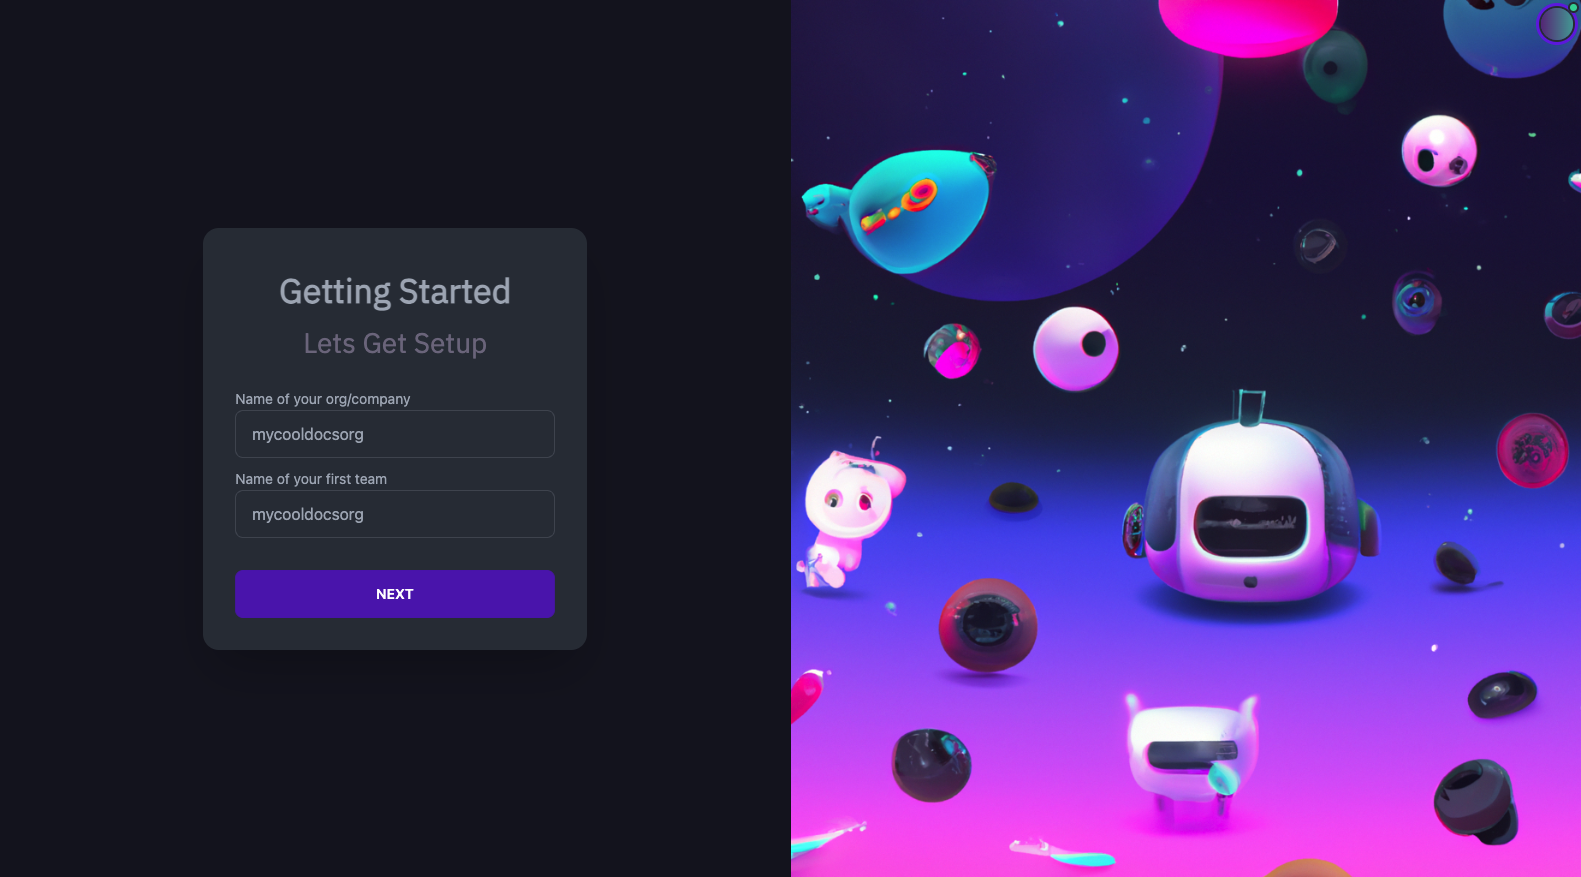 Getting Started
Lets Get Setup
Name of your org/company
mycooldocsorg
Name of your first team
mycooldocsorg
NEXT